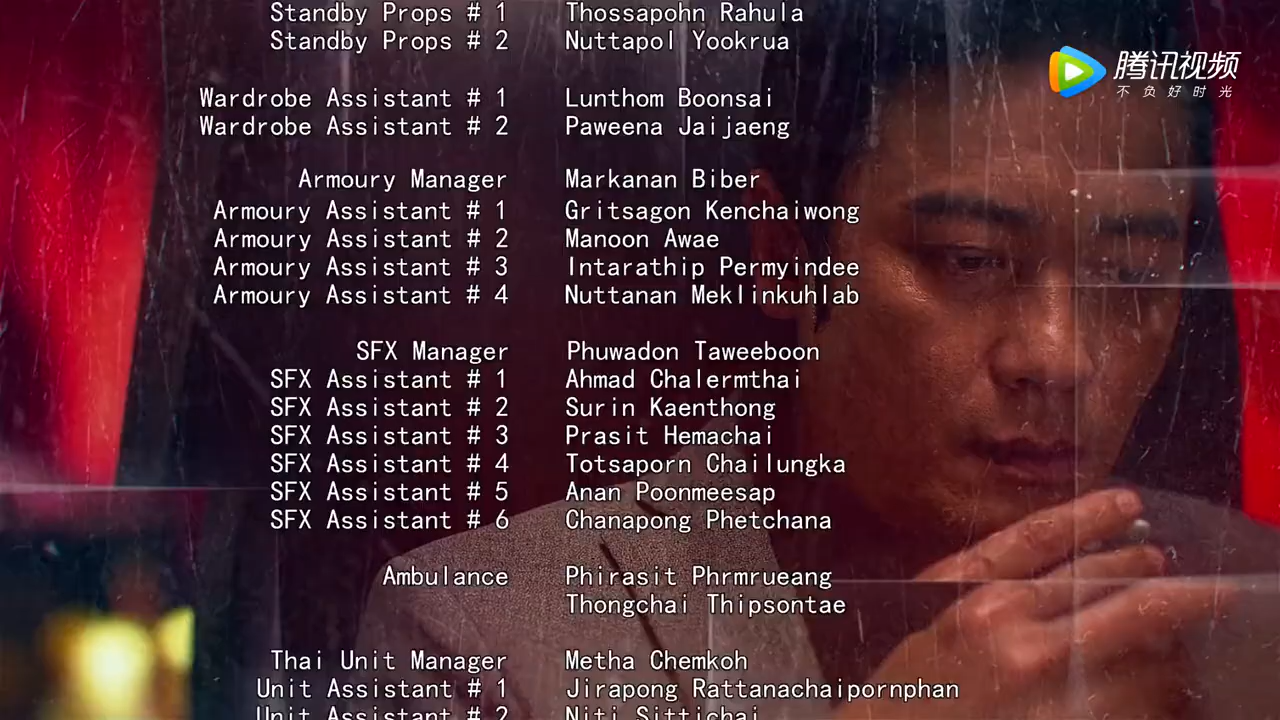 Standby Props # 1 Thossapohn Rahula
Standby Props # 2 Nuttapol Yookrua
腾讯视频
不负好时光
Wardrobe Assistant # 1 Lunthom Boonsai
Wardrobe Assistant # 2 Paweena Jaijaeng
Armoury Manager Markanan Biber
Armoury Assistant # 1 Gritsagon Kenchaiwong
Armoury Assistant # 2 Manoon Awae
Armoury Assistant # 3 Intarathip Permyindee
Armoury Assistant # 4 Nuttanan Meklinkuhlab
SFX Manager Phuwadon Taweeboon
SFX Assistant # 1 Ahmad Chalermthai
SFX Assistant # 2 Surin Kaenthong
SFX Assistant # 3 Prasit Hemachai
SFX Assistant # 4 Totsaporn Chailungka
SFX Assistant # 5 Anan Poonmeesap
SFX Assistant # 6 Chanapong Phetchana
Ambulance Phirasit Phrmrueang
Thongchai Thipsontae
Thai Unit Manager Metha Chemkoh
Unit Assistant # 1 Jirapong Rattanachaipornphan
Unit Assistant # 2 Niti Sittichai